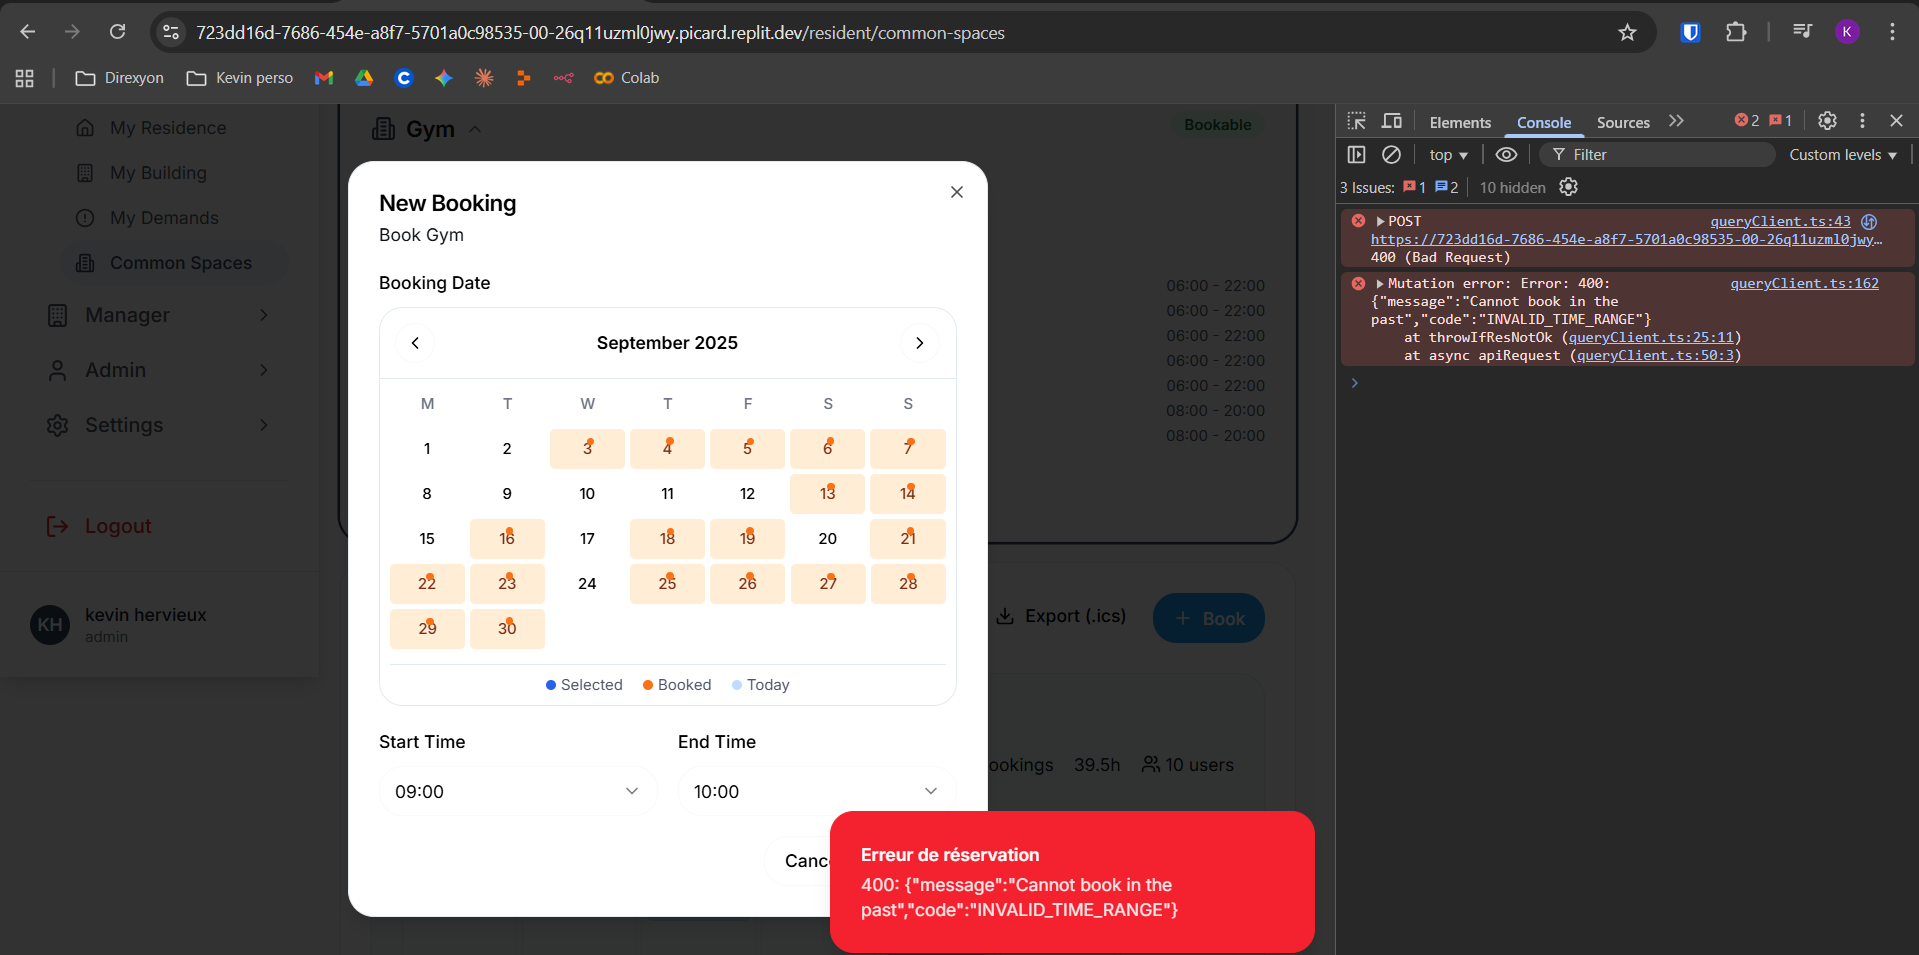 723dd16d-7686-454e-a8f7-5701a0c98535-00-26q11uzml0jwy.picard.replit.dev/resident/common-spaces
K
Direxyon
Kevin perso
Colab
My Residence
My Building
My Demands
Common Spaces
Manager
Admin
Settings
Logout
KH
kevin hervieux
admin
Gym
Bookable
06:00 - 22:00
06:00 - 22:00
06:00 - 22:00
06:00 - 22:00
06:00 - 22:00
08:00 - 20:00
08:00 - 20:00
Export (.ics)
+ Book
ookings 39.5h 10 users
New Booking
Book Gym
Booking Date
September 2025
M T W T F S S
1 2 3 4 5 6 7
8 9 10 11 12 13 14
15 16 17 18 19 20 21
22 23 24 25 26 27 28
29 30
Selected Booked Today
Start Time End Time
09:00 10:00
Canc
Erreur de réservation
400: {"message":"Cannot book in the
past","code":"INVALID_TIME_RANGE"}
Elements Console Sources 2 1
top Filter Custom levels
3 Issues: 1 2 10 hidden
POST queryClient.ts:43
https://723dd16d-7686-454e-a8f7-5701a0c98535-00-26q11uzml0jwy…
400 (Bad Request)
Mutation error: Error: 400: queryClient.ts:162
{"message":"Cannot book in the
past","code":"INVALID_TIME_RANGE"}
at throwIfResNotOk (queryClient.ts:25:11)
at async apiRequest (queryClient.ts:50:3)